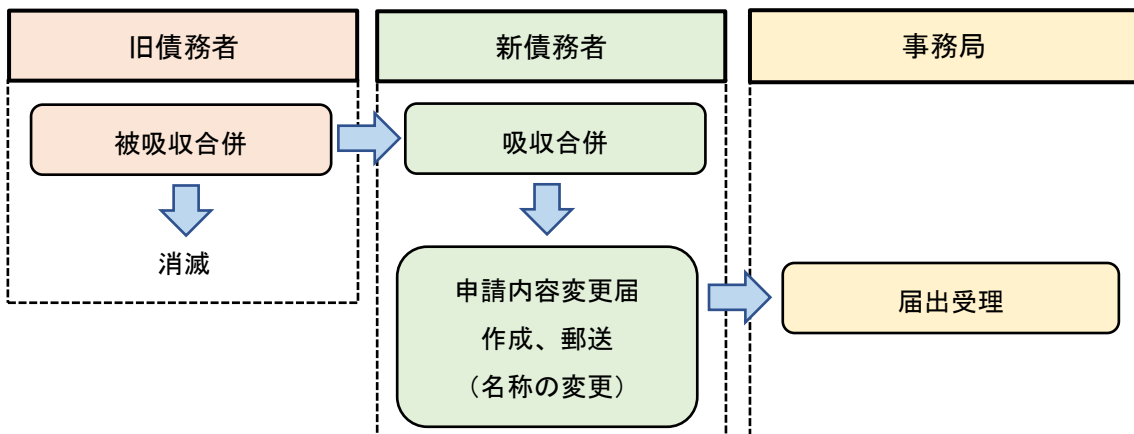 旧債務者
新債務者
事務局
被吸収合併
吸収合併
消滅
申請内容変更届
作成、郵送
（名称の変更）
届出受理